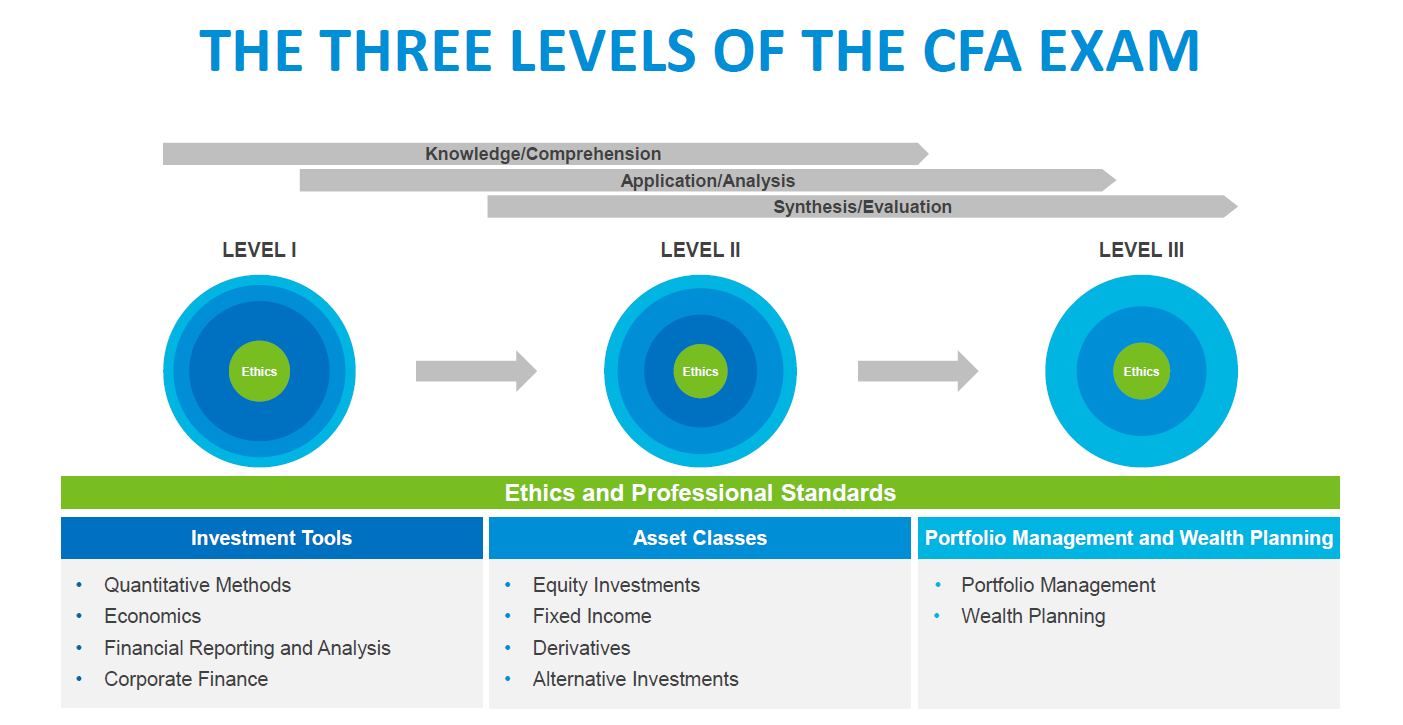 THE THREE LEVELS OF THE CFA EXAM
Knowledge/Comprehension
Application/Analysis
Synthesis/Evaluation
LEVEL I
LEVEL II
LEVEL III
Ethics
Ethics
Ethics
Ethics and Professional Standards
Investment Tools
• Quantitative Methods
• Economics
• Financial Reporting and Analysis
• Corporate Finance
Asset Classes
• Equity Investments
• Fixed Income
• Derivatives
• Alternative Investments
Portfolio Management and Wealth Planning
• Portfolio Management
• Wealth Planning